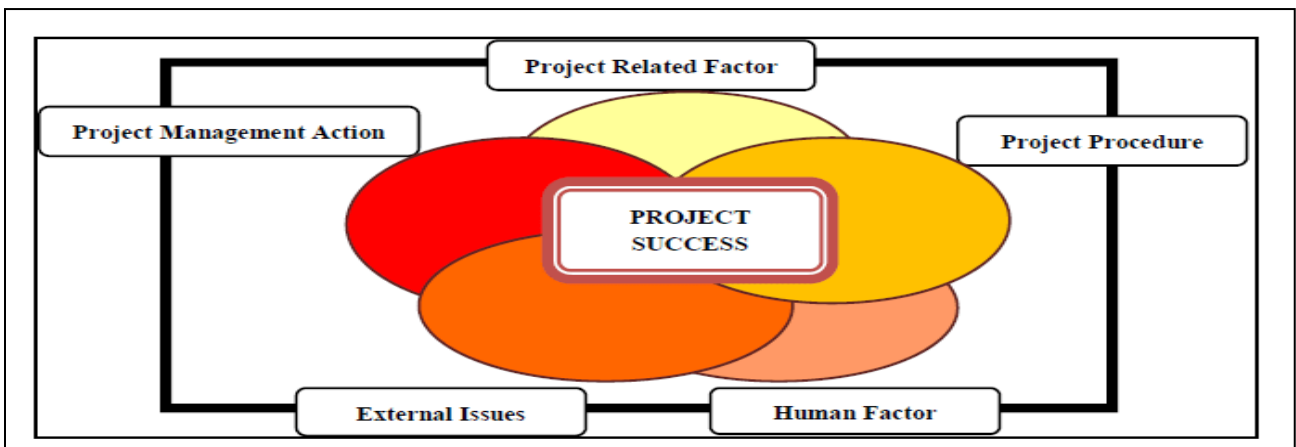 Project Related Factor
Project Management Action
Project Procedure
PROJECT
SUCCESS
External Issues
Human Factor